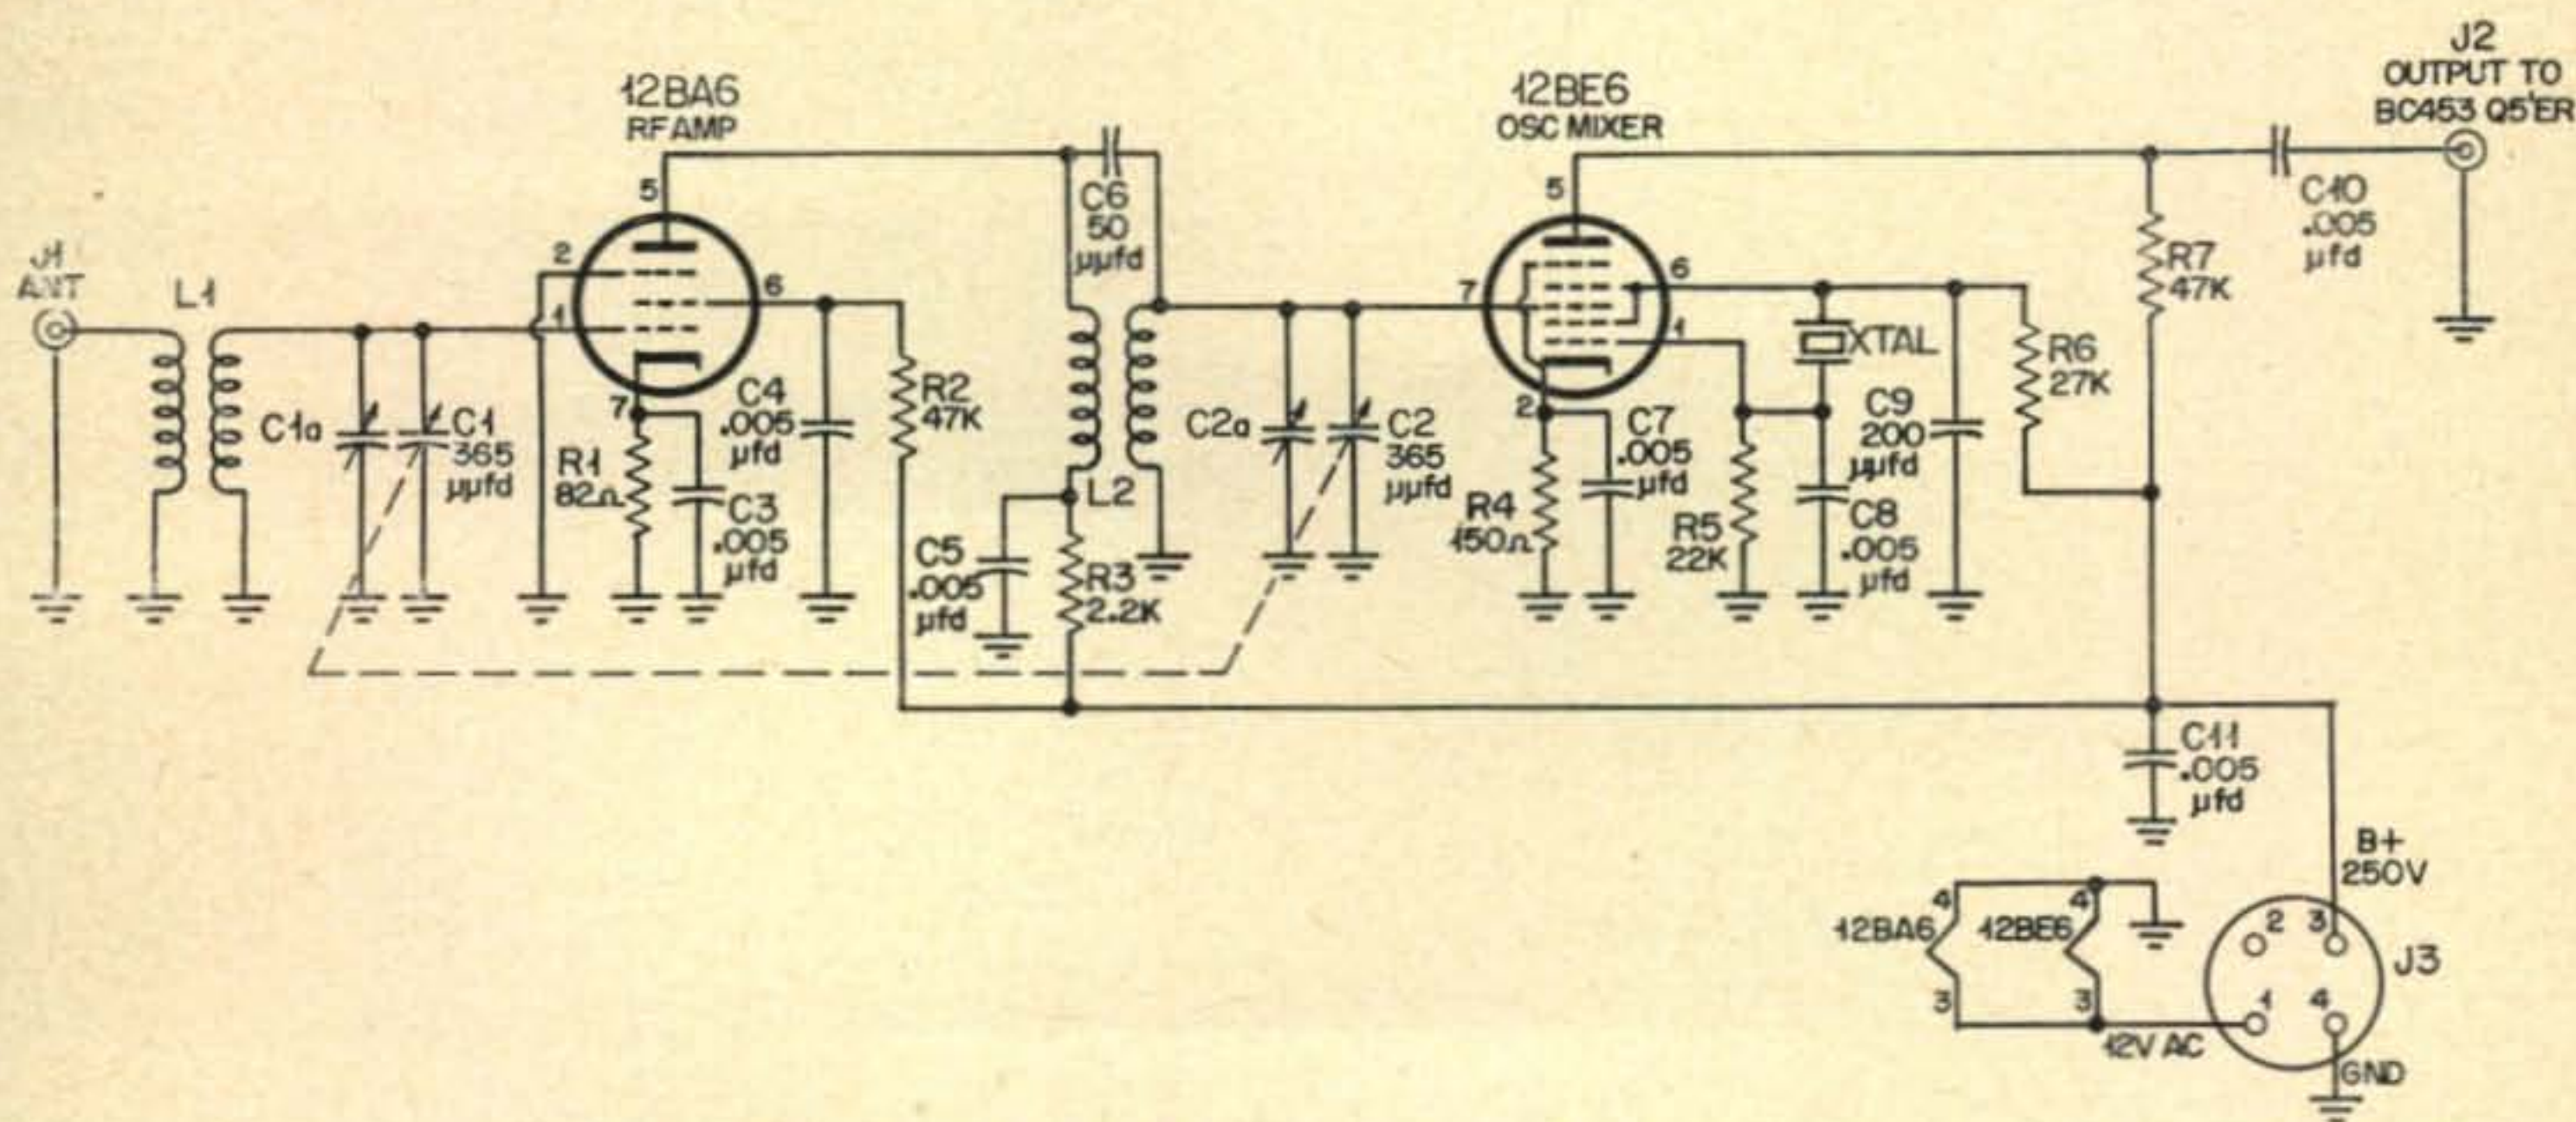 J1
ANT
L1
C1a
C1
365
μμfd
12BA6
RF AMP
5
2
1
6
7
R1
82Ω
C3
.005
μfd
C4
.005
μfd
R2
47K
C6
50
μμfd
C5
.005
μfd
L2
R3
2.2K
C2a
C2
365
μμfd
12BE6
OSC MIXER
5
7
6
1
2
R4
150Ω
C7
.005
μfd
R5
22K
XTAL
C8
.005
μfd
C9
200
μμfd
R6
27K
R7
47K
C10
.005
μfd
J2
OUTPUT TO
BC453 Q5'ER
C11
.005
μfd
B+
250V
12BA6
4
3
12BE6
4
3
12V AC
2
3
1
4
J3
GND